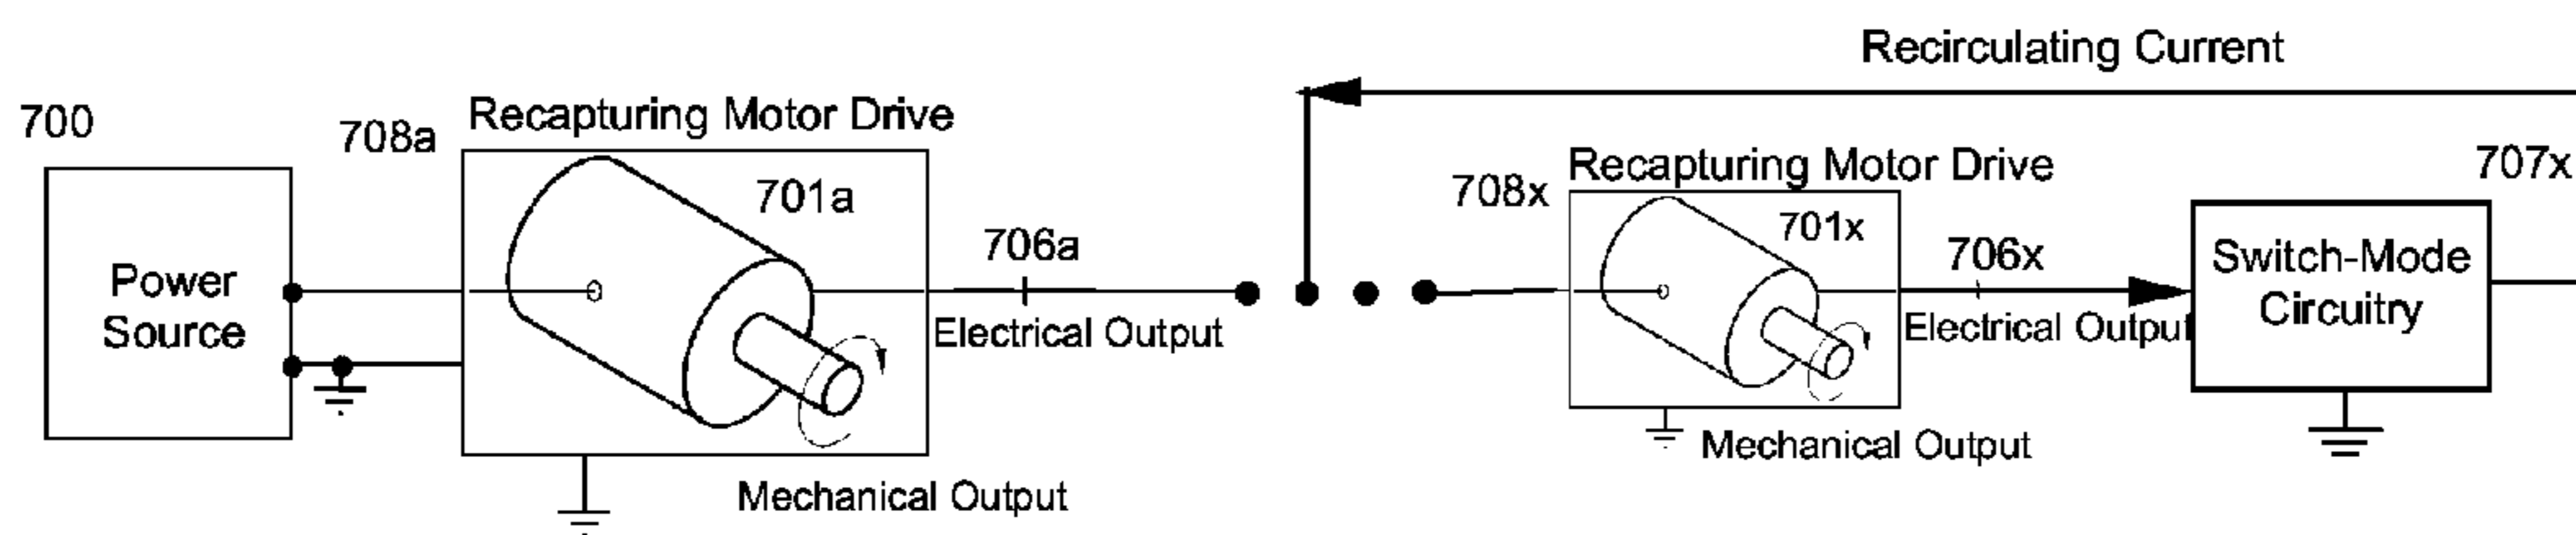 Recirculating Current
700
708a
Recapturing Motor Drive
701a
706a
Power
Source
Electrical Output
Mechanical Output
708x
Recapturing Motor Drive
701x
706x
Electrical Output
Mechanical Output
707x
Switch-Mode
Circuitry